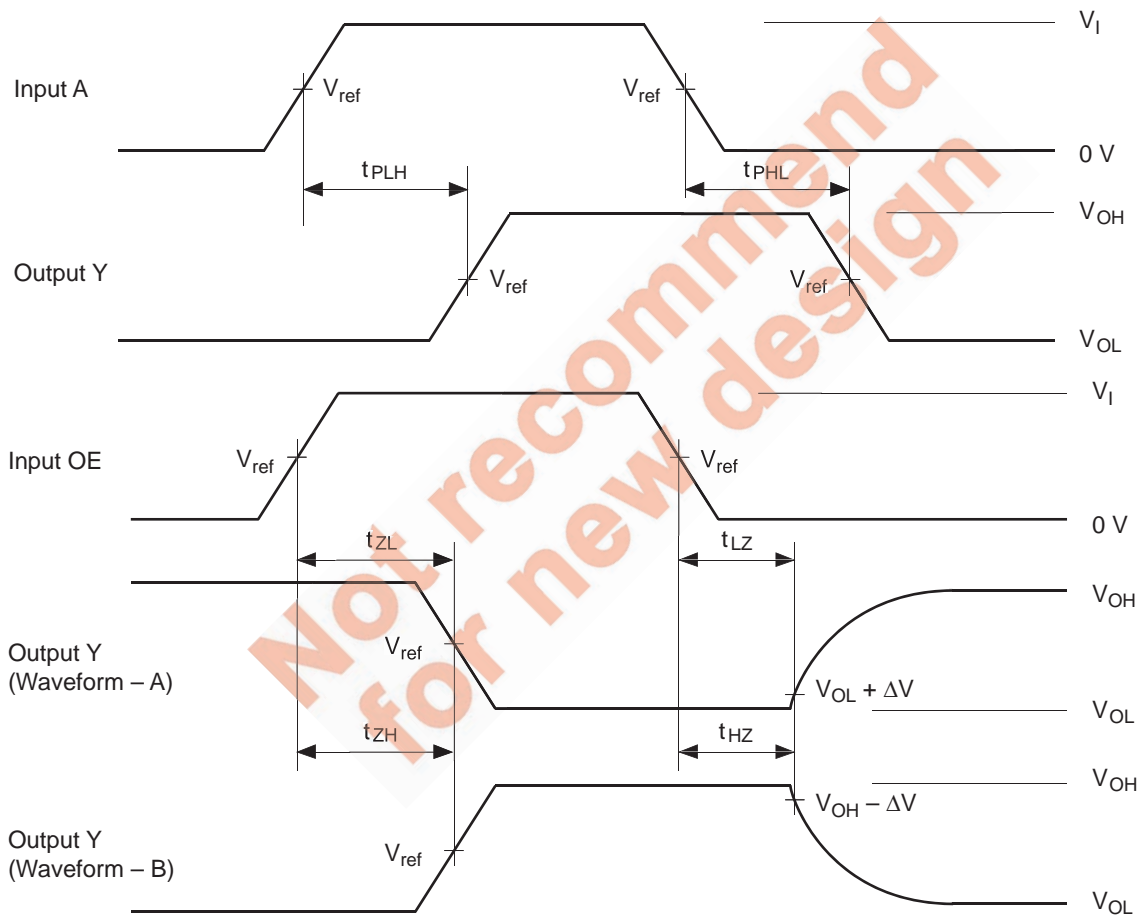 V_I
Input A
V_ref
V_ref
0 V
t_PLH
t_PHL
V_OH
Output Y
V_ref
V_ref
V_OL
V_I
Input OE
V_ref
V_ref
0 V
t_ZL
t_LZ
V_OH
Output Y
(Waveform – A)
V_ref
V_OL + ΔV
V_OL
t_ZH
t_HZ
V_OH
V_OH – ΔV
Output Y
(Waveform – B)
V_ref
V_OL
Not recommend
for new design